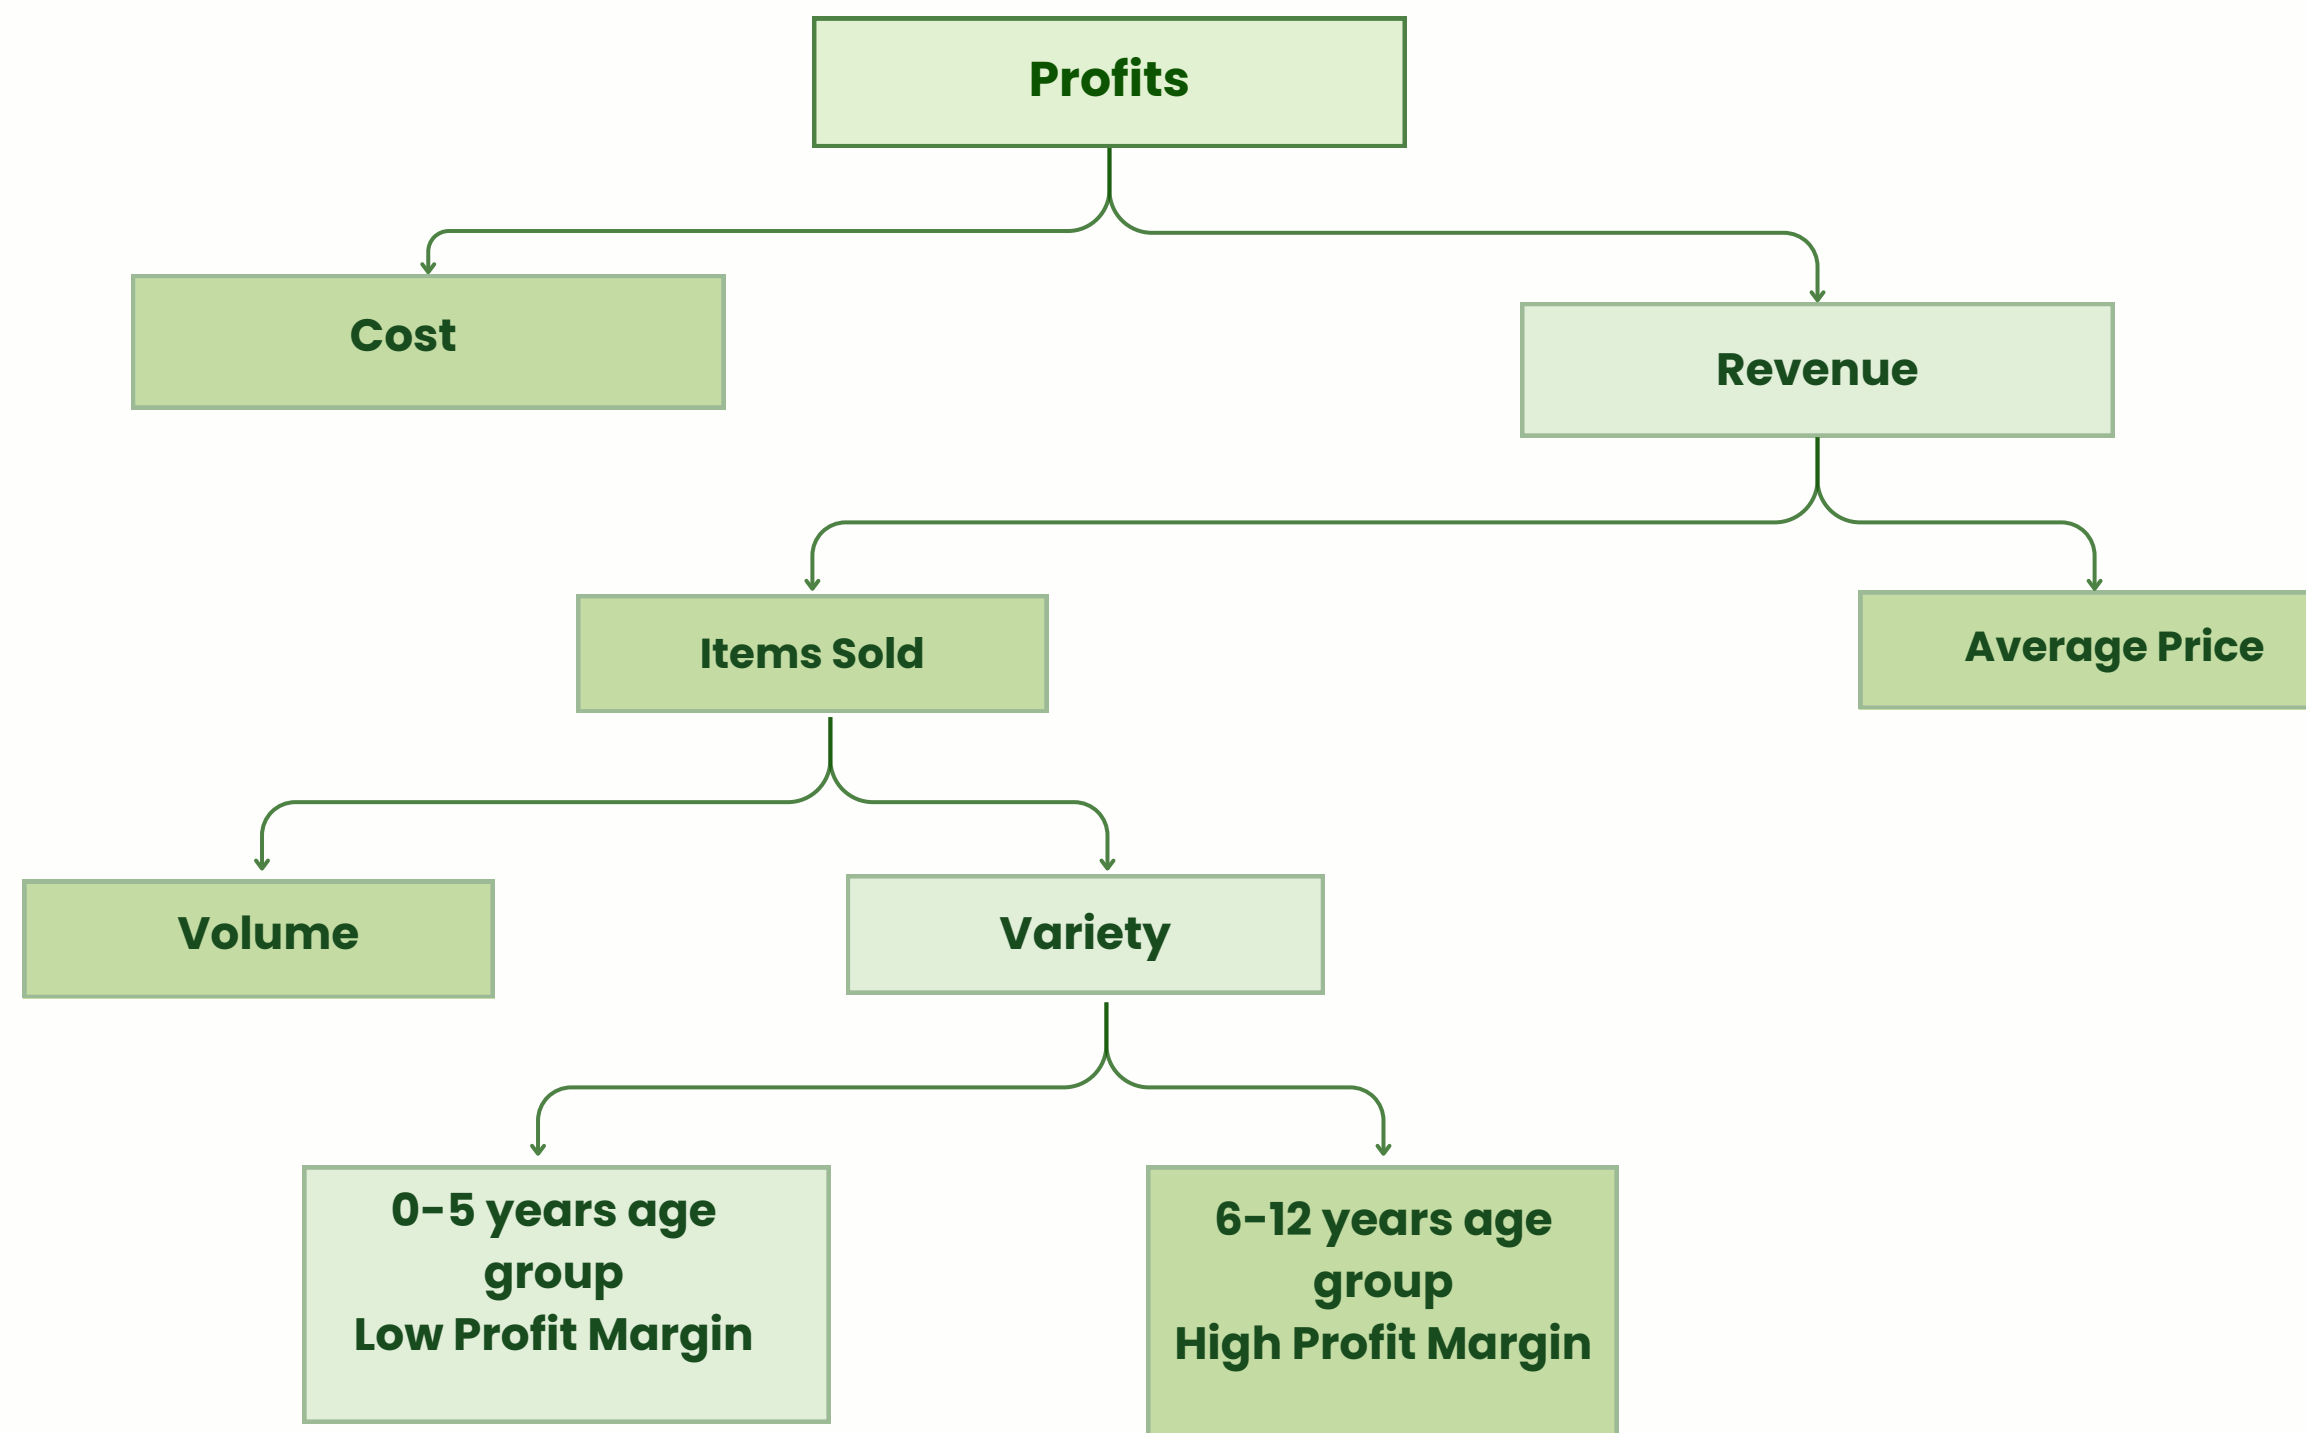 Profits
Cost
Revenue
Items Sold
Average Price
Volume
Variety
0-5 years age
group
Low Profit Margin
6-12 years age
group
High Profit Margin